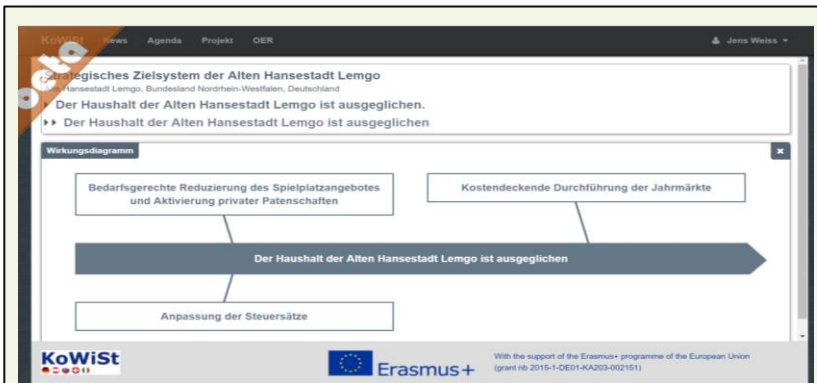 KoWiSt News Agenda Projekt OER Jens Weiss
octa
Strategisches Zielsystem der Alten Hansestadt Lemgo
Alte Hansestadt Lemgo, Bundesland Nordrhein-Westfalen, Deutschland
Der Haushalt der Alten Hansestadt Lemgo ist ausgeglichen.
Der Haushalt der Alten Hansestadt Lemgo ist ausgeglichen
Wirkungsdiagramm
Bedarfsgerechte Reduzierung des Spielplatzangebotes
und Aktivierung privater Patenschaften
Kostendeckende Durchführung der Jahrmärkte
Der Haushalt der Alten Hansestadt Lemgo ist ausgeglichen
Anpassung der Steuersätze
KoWiSt
Erasmus+
With the support of the Erasmus+ programme of the European Union
(grant nb 2015-1-DE01-KA203-002151)